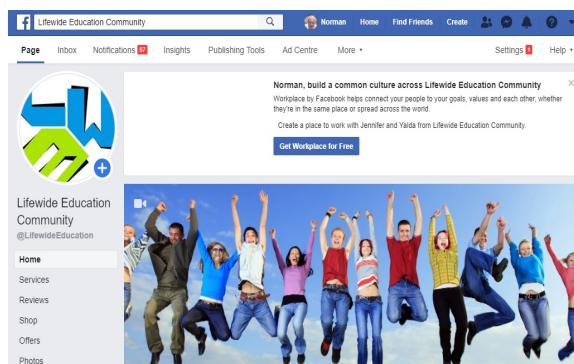 Lifewide Education Community
Norman Home Find Friends Create
Page Inbox Notifications 57 Insights Publishing Tools Ad Centre More Settings 1 Help
Norman, build a common culture across Lifewide Education Community
Workplace by Facebook helps connect your people to your goals, values and each other, whether
they're in the same place or spread across the world.
Create a place to work with Jennifer and Yalda from Lifewide Education Community.
Get Workplace for Free
Lifewide Education
Community
@LifewideEducation
Home
Services
Reviews
Shop
Offers
Photos